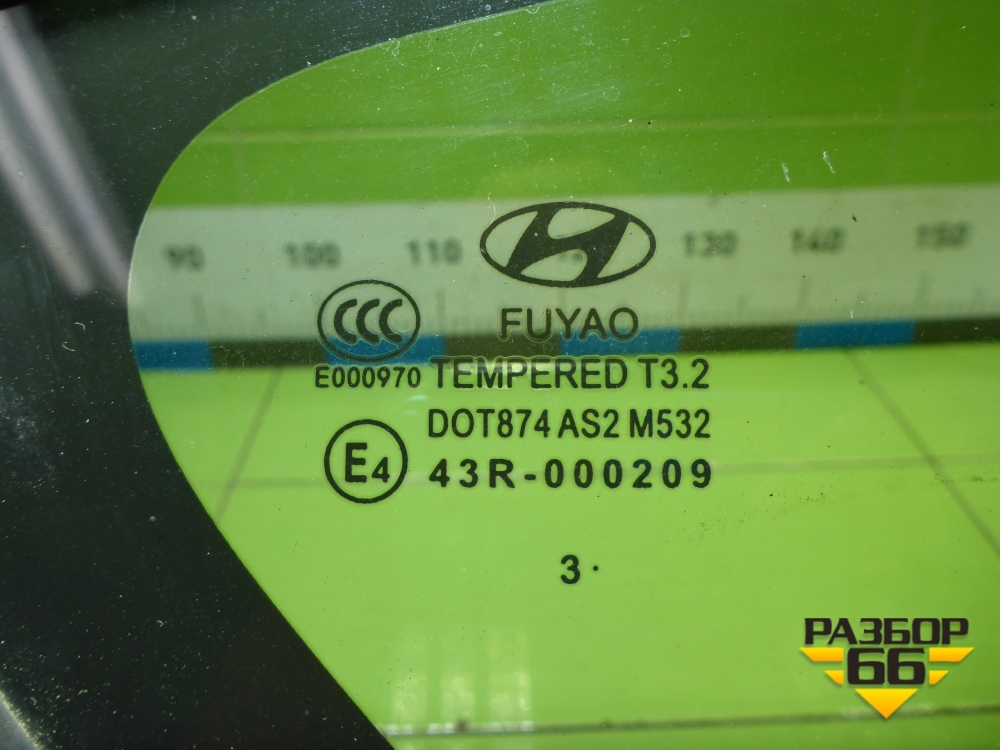 90 100 110 130 140 150
CCC
FUYAO
E000970 TEMPERED T3.2
DOT874 AS2 M532
E4 43R-000209
3 .
РАЗБОР
66